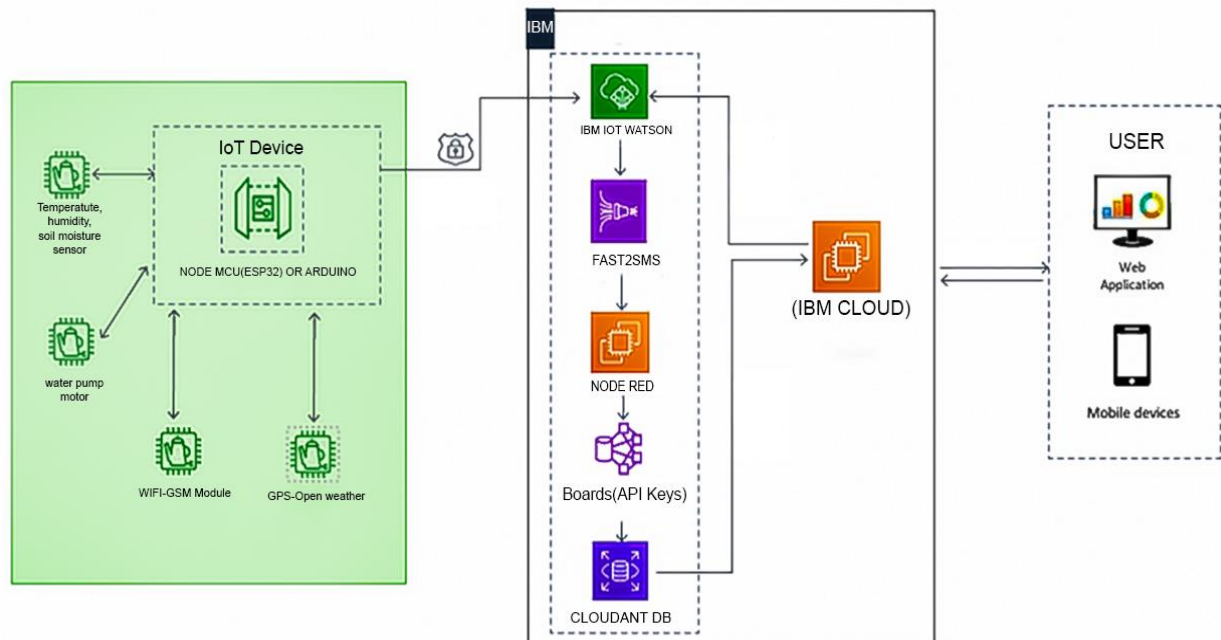 IBM
IoT Device
Temperatute,
humidity,
soil moisture
sensor
NODE MCU(ESP32) OR ARDUINO
water pump
motor
WIFI-GSM Module
GPS-Open weather
IBM IOT WATSON
FAST2SMS
NODE RED
Boards(API Keys)
CLOUDANT DB
(IBM CLOUD)
USER
Web
Application
Mobile devices